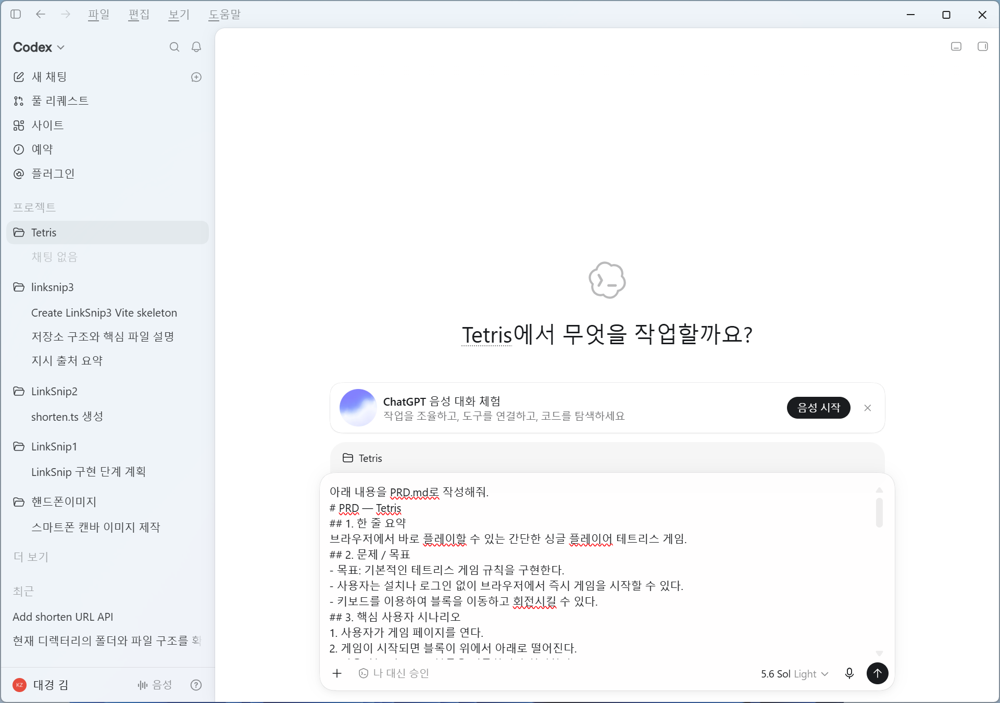 파일 편집 보기 도움말
Codex
새 채팅
풀 리퀘스트
사이트
예약
플러그인
프로젝트
Tetris
채팅 없음
linksnip3
Create LinkSnip3 Vite skeleton
저장소 구조와 핵심 파일 설명
지시 출처 요약
LinkSnip2
shorten.ts 생성
LinkSnip1
LinkSnip 구현 단계 계획
핸드폰이미지
스마트폰 캔바 이미지 제작
더 보기
최근
Add shorten URL API
현재 디렉터리의 폴더와 파일 구조를 확
KZ 대경 김 음성
Tetris에서 무엇을 작업할까요?
ChatGPT 음성 대화 체험
작업을 조율하고, 도구를 연결하고, 코드를 탐색하세요
음성 시작
Tetris
아래 내용을 PRD.md로 작성해줘.
# PRD — Tetris
## 1. 한 줄 요약
브라우저에서 바로 플레이할 수 있는 간단한 싱글 플레이어 테트리스 게임.
## 2. 문제 / 목표
- 목표: 기본적인 테트리스 게임 규칙을 구현한다.
- 사용자는 설치나 로그인 없이 브라우저에서 즉시 게임을 시작할 수 있다.
- 키보드를 이용하여 블록을 이동하고 회전시킬 수 있다.
## 3. 핵심 사용자 시나리오
1. 사용자가 게임 페이지를 연다.
2. 게임이 시작되면 블록이 위에서 아래로 떨어진다.
나 대신 승인
5.6 Sol Light